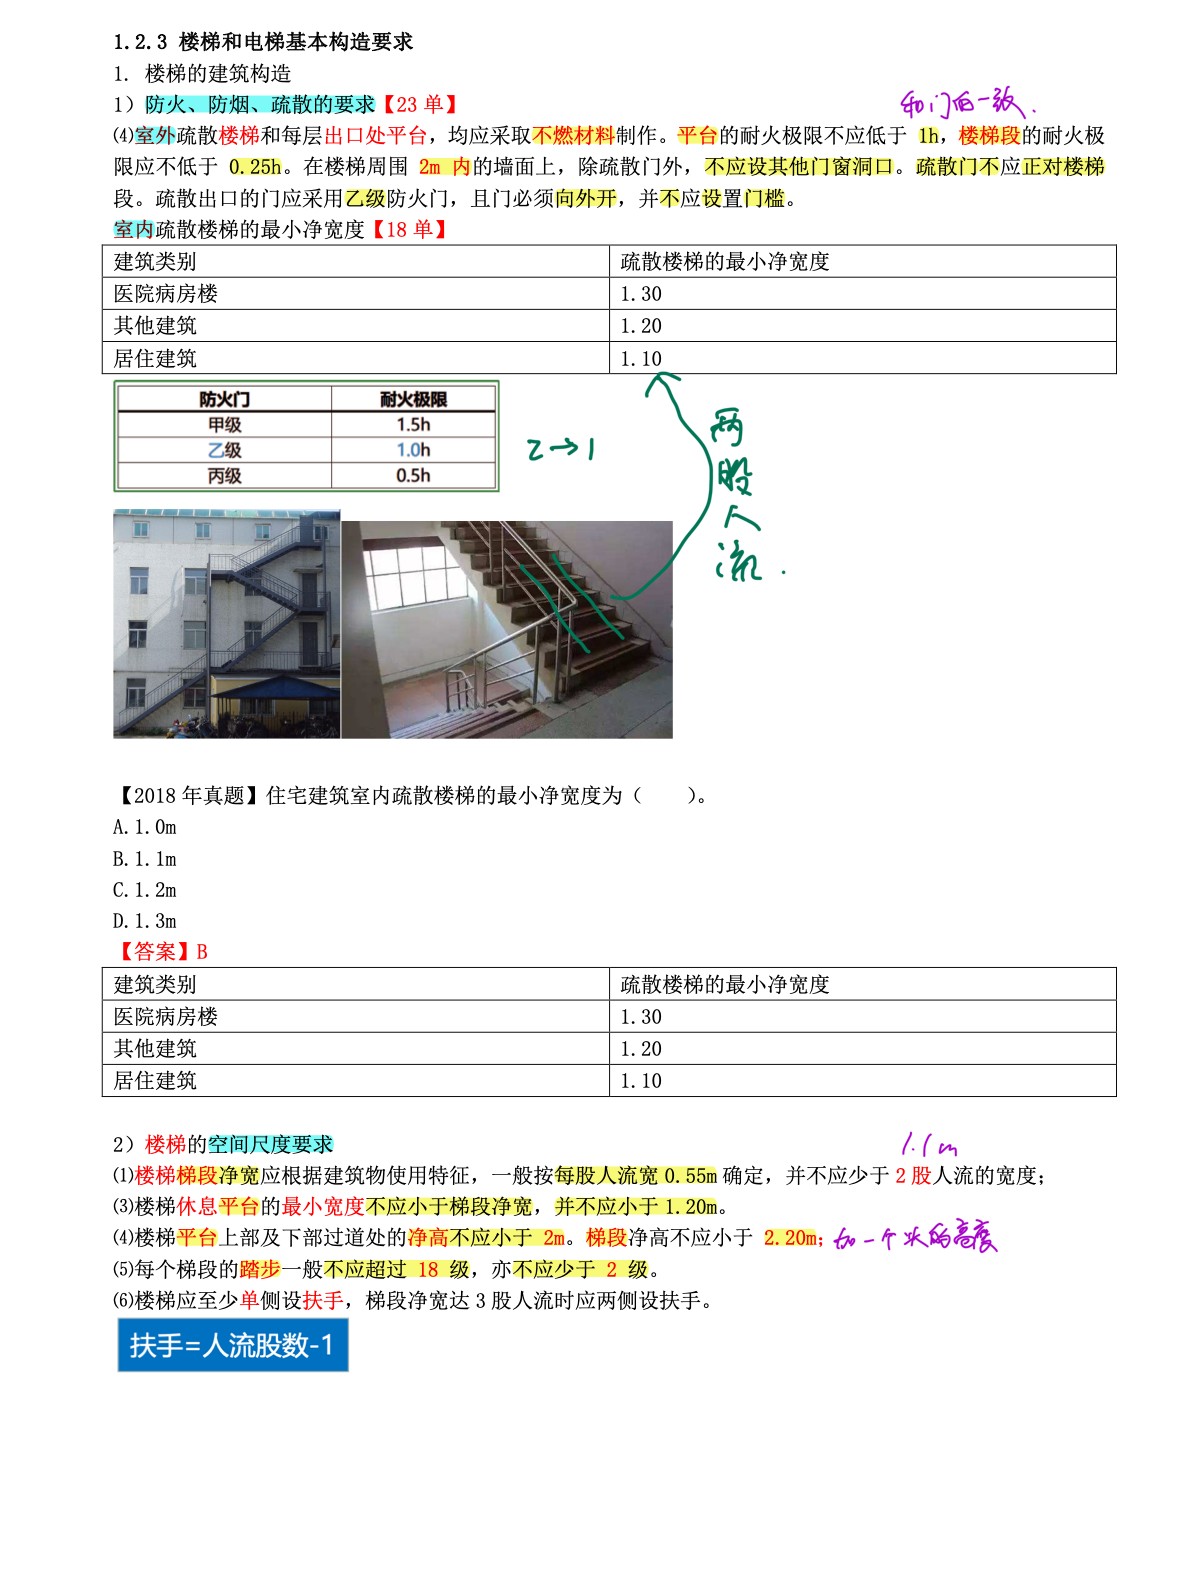 1.2.3 楼梯和电梯基本构造要求
1. 楼梯的建筑构造
1）防火、防烟、疏散的要求【23 单】
和门的一致.
⑷室外疏散楼梯和每层出口处平台，均应采取不燃材料制作。平台的耐火极限不应低于 1h，楼梯段的耐火极
限应不低于 0.25h。在楼梯周围 2m 内的墙面上，除疏散门外，不应设其他门窗洞口。疏散门不应正对楼梯
段。疏散出口的门应采用乙级防火门，且门必须向外开，并不应设置门槛。
室内疏散楼梯的最小净宽度【18 单】
建筑类别 疏散楼梯的最小净宽度
医院病房楼 1.30
其他建筑 1.20
居住建筑 1.10
防火门 耐火极限
甲级 1.5h
乙级 1.0h
丙级 0.5h
乙→1
两股人流.
【2018 年真题】住宅建筑室内疏散楼梯的最小净宽度为（ ）。
A.1.0m
B.1.1m
C.1.2m
D.1.3m
【答案】B
建筑类别 疏散楼梯的最小净宽度
医院病房楼 1.30
其他建筑 1.20
居住建筑 1.10
2）楼梯的空间尺度要求
1.1m
⑴楼梯梯段净宽应根据建筑物使用特征，一般按每股人流宽 0.55m 确定，并不应少于 2 股人流的宽度；
⑶楼梯休息平台的最小宽度不应小于梯段净宽，并不应小于 1.20m。
⑷楼梯平台上部及下部过道处的净高不应小于 2m。梯段净高不应小于 2.20m；加一个头的高度
⑸每个梯段的踏步一般不应超过 18 级，亦不应少于 2 级。
⑹楼梯应至少单侧设扶手，梯段净宽达 3 股人流时应两侧设扶手。
扶手=人流股数-1